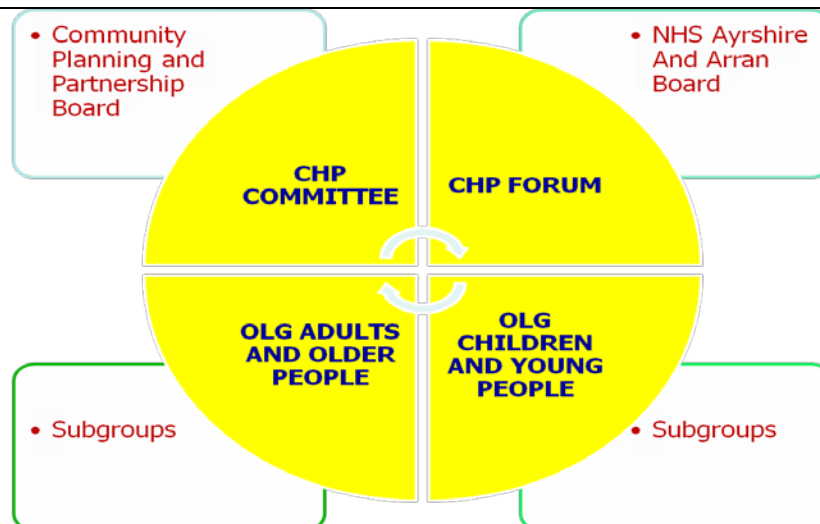 • Community
Planning and
Partnership
Board
• NHS Ayrshire
And Arran
Board
CHP
COMMITTEE
CHP FORUM
OLG ADULTS
AND OLDER
PEOPLE
OLG
CHILDREN
AND YOUNG
PEOPLE
• Subgroups
• Subgroups